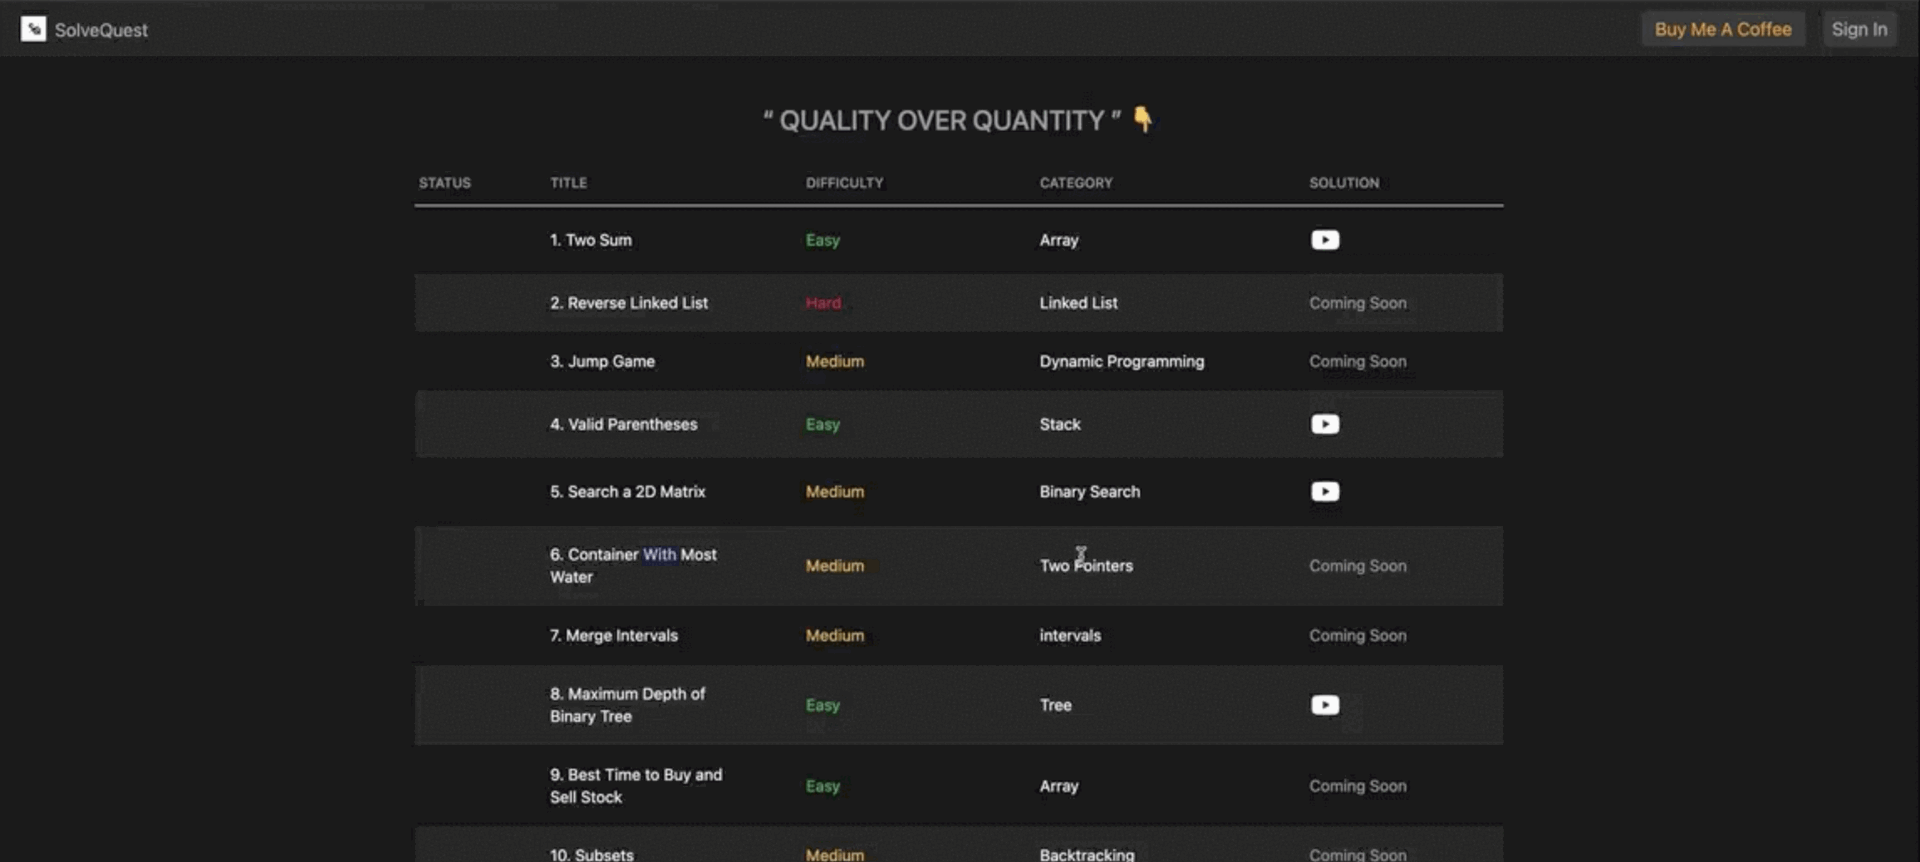 SolveQuest
Buy Me A Coffee
Sign In
“ QUALITY OVER QUANTITY ” 👇
STATUS TITLE DIFFICULTY CATEGORY SOLUTION
1. Two Sum Easy Array
2. Reverse Linked List Hard Linked List Coming Soon
3. Jump Game Medium Dynamic Programming Coming Soon
4. Valid Parentheses Easy Stack
5. Search a 2D Matrix Medium Binary Search
6. Container With Most
Water
Medium Two Pointers Coming Soon
7. Merge Intervals Medium intervals Coming Soon
8. Maximum Depth of
Binary Tree
Easy Tree
9. Best Time to Buy and
Sell Stock
Easy Array Coming Soon
10. Subsets Medium Backtracking Coming Soon